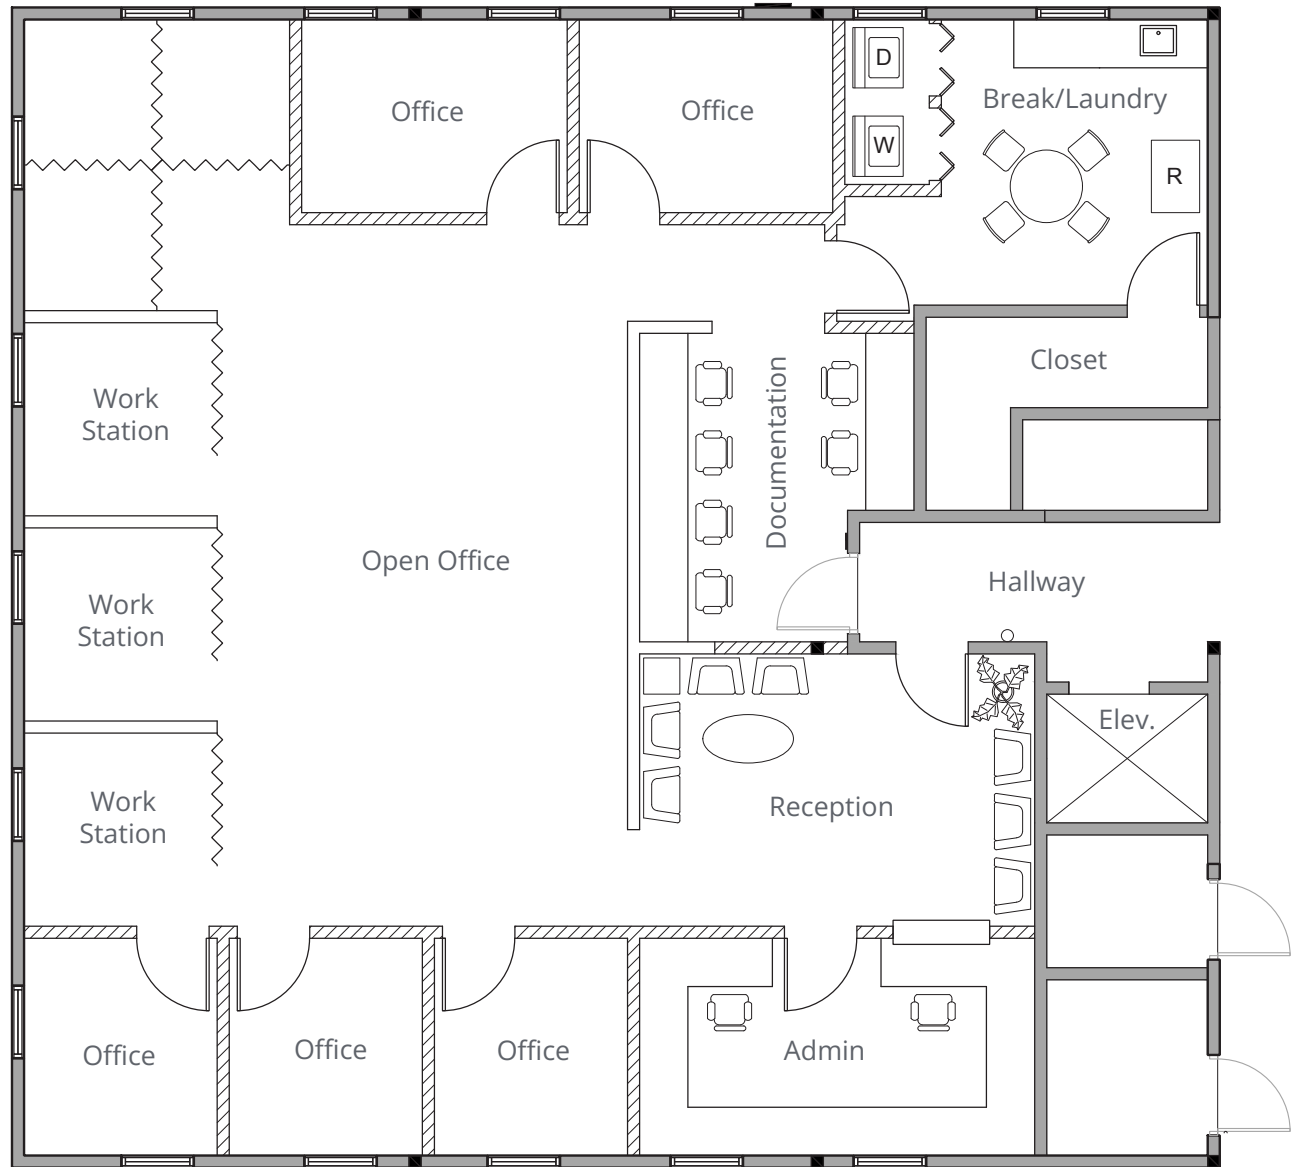 D
Office
Office
Break/Laundry
W
R
Closet
Work
Station
Documentation
Open Office
Hallway
Work
Station
Elev.
Work
Station
Reception
Office
Office
Office
Admin